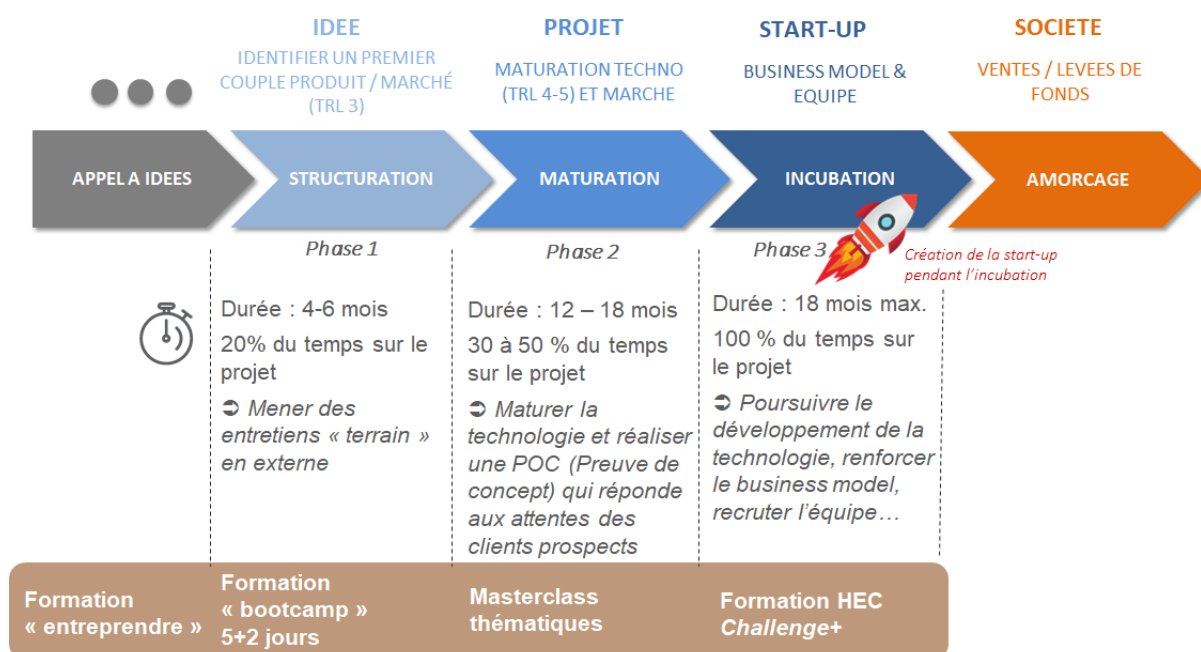 IDEE
IDENTIFIER UN PREMIER
COUPLE PRODUIT / MARCHÉ
(TRL 3)
PROJET
MATURATION TECHNO
(TRL 4-5) ET MARCHE
START-UP
BUSINESS MODEL &
EQUIPE
SOCIETE
VENTES / LEVEES DE
FONDS
APPEL A IDEES
STRUCTURATION
MATURATION
INCUBATION
AMORCAGE
Phase 1
Phase 2
Phase 3
Création de la start-up
pendant l'incubation
Durée : 4-6 mois
20% du temps sur le
projet
➲ Mener des
entretiens « terrain »
en externe
Durée : 12 – 18 mois
30 à 50 % du temps
sur le projet
➲ Maturer la
technologie et réaliser
une POC (Preuve de
concept) qui réponde
aux attentes des
clients prospects
Durée : 18 mois max.
100 % du temps sur
le projet
➲ Poursuivre le
développement de la
technologie, renforcer
le business model,
recruter l'équipe…
Formation
« entreprendre »
Formation
« bootcamp »
5+2 jours
Masterclass
thématiques
Formation HEC
Challenge+